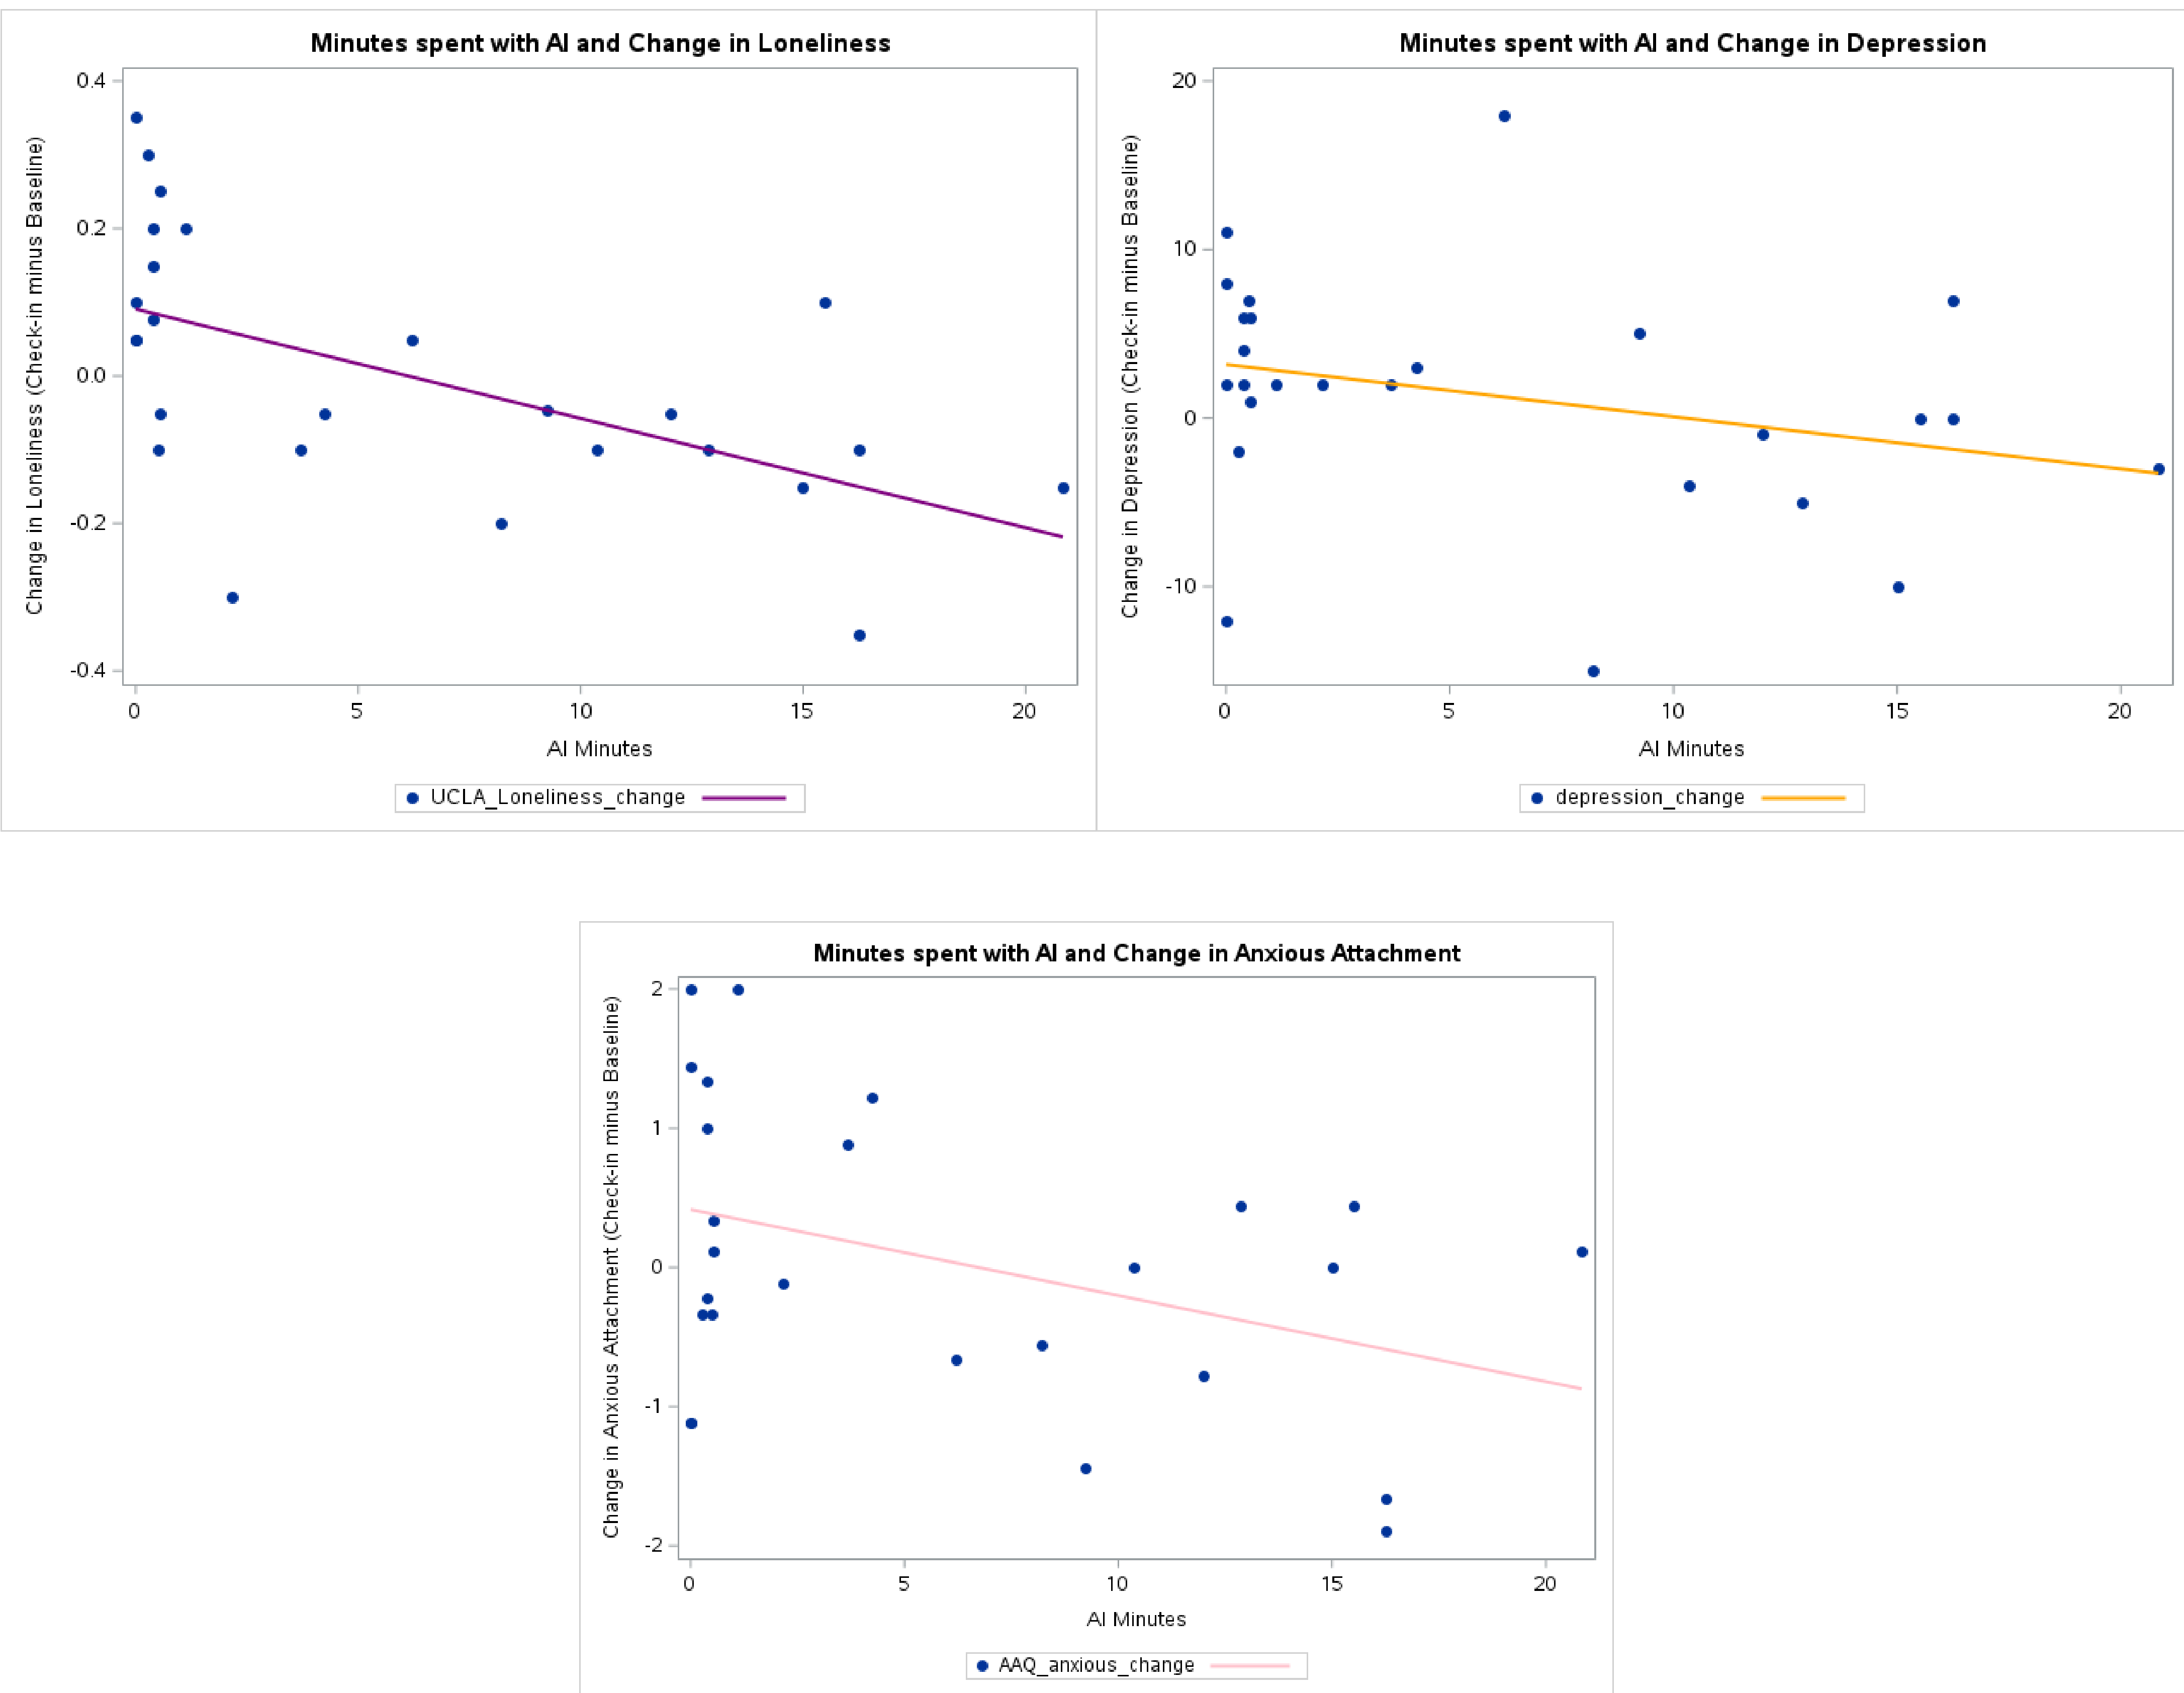 Minutes spent with AI and Change in Loneliness
Change in Loneliness (Check-in minus Baseline)
0.4
0.2
0.0
-0.2
-0.4
0 5 10 15 20
AI Minutes
UCLA_Loneliness_change
Minutes spent with AI and Change in Depression
Change in Depression (Check-in minus Baseline)
20
10
0
-10
0 5 10 15 20
AI Minutes
depression_change
Minutes spent with AI and Change in Anxious Attachment
Change in Anxious Attachment (Check-in minus Baseline)
2
1
0
-1
-2
0 5 10 15 20
AI Minutes
AAQ_anxious_change